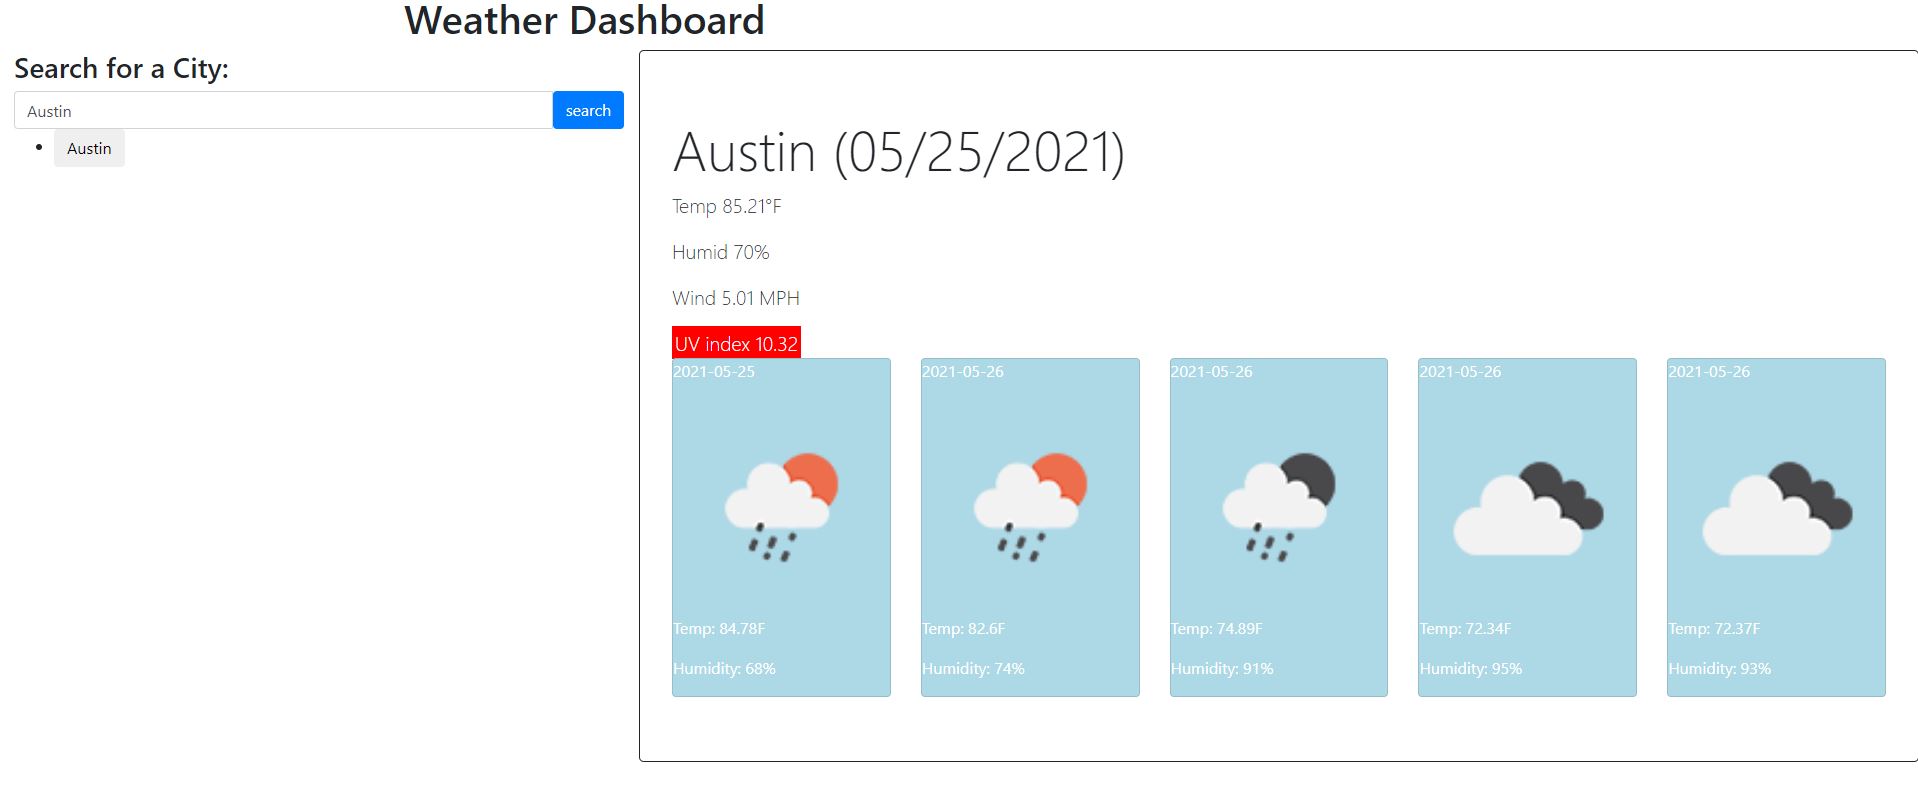 Weather Dashboard
Search for a City:
Austin
search
Austin
Austin (05/25/2021)
Temp 85.21°F
Humid 70%
Wind 5.01 MPH
UV index 10.32
2021-05-25
Temp: 84.78F
Humidity: 68%
2021-05-26
Temp: 82.6F
Humidity: 74%
2021-05-26
Temp: 74.89F
Humidity: 91%
2021-05-26
Temp: 72.34F
Humidity: 95%
2021-05-26
Temp: 72.37F
Humidity: 93%